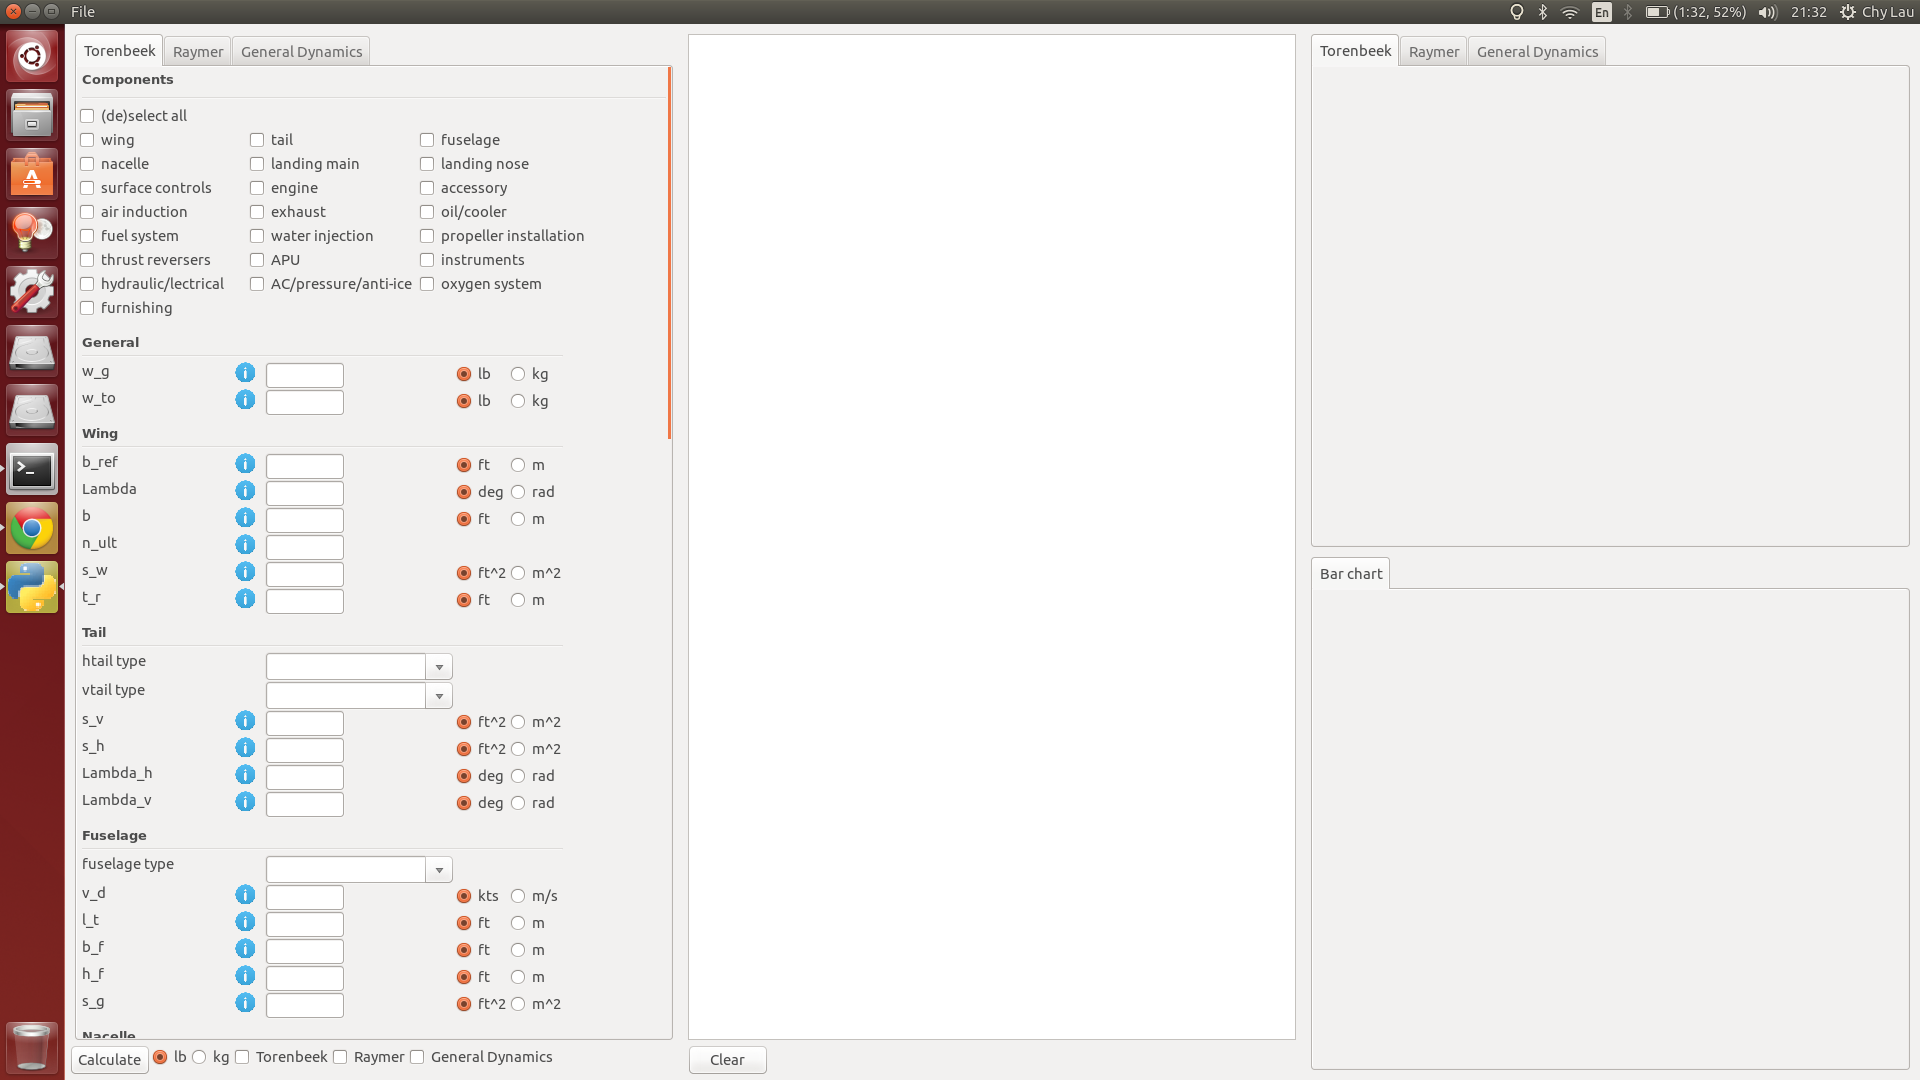 File
En
(1:32, 52%)
21:32
Chy Lau
Torenbeek
Raymer
General Dynamics
Components
(de)select all
wing
tail
fuselage
nacelle
landing main
landing nose
surface controls
engine
accessory
air induction
exhaust
oil/cooler
fuel system
water injection
propeller installation
thrust reversers
APU
instruments
hydraulic/lectrical
AC/pressure/anti-ice
oxygen system
furnishing
General
w_g
lb
kg
w_to
lb
kg
Wing
b_ref
ft
m
Lambda
deg
rad
b
ft
m
n_ult
s_w
ft^2
m^2
t_r
ft
m
Tail
htail type
vtail type
s_v
ft^2
m^2
s_h
ft^2
m^2
Lambda_h
deg
rad
Lambda_v
deg
rad
Fuselage
fuselage type
v_d
kts
m/s
l_t
ft
m
b_f
ft
m
h_f
ft
m
s_g
ft^2
m^2
Nacelle
Calculate
lb
kg
Torenbeek
Raymer
General Dynamics
Clear
Torenbeek
Raymer
General Dynamics
Bar chart